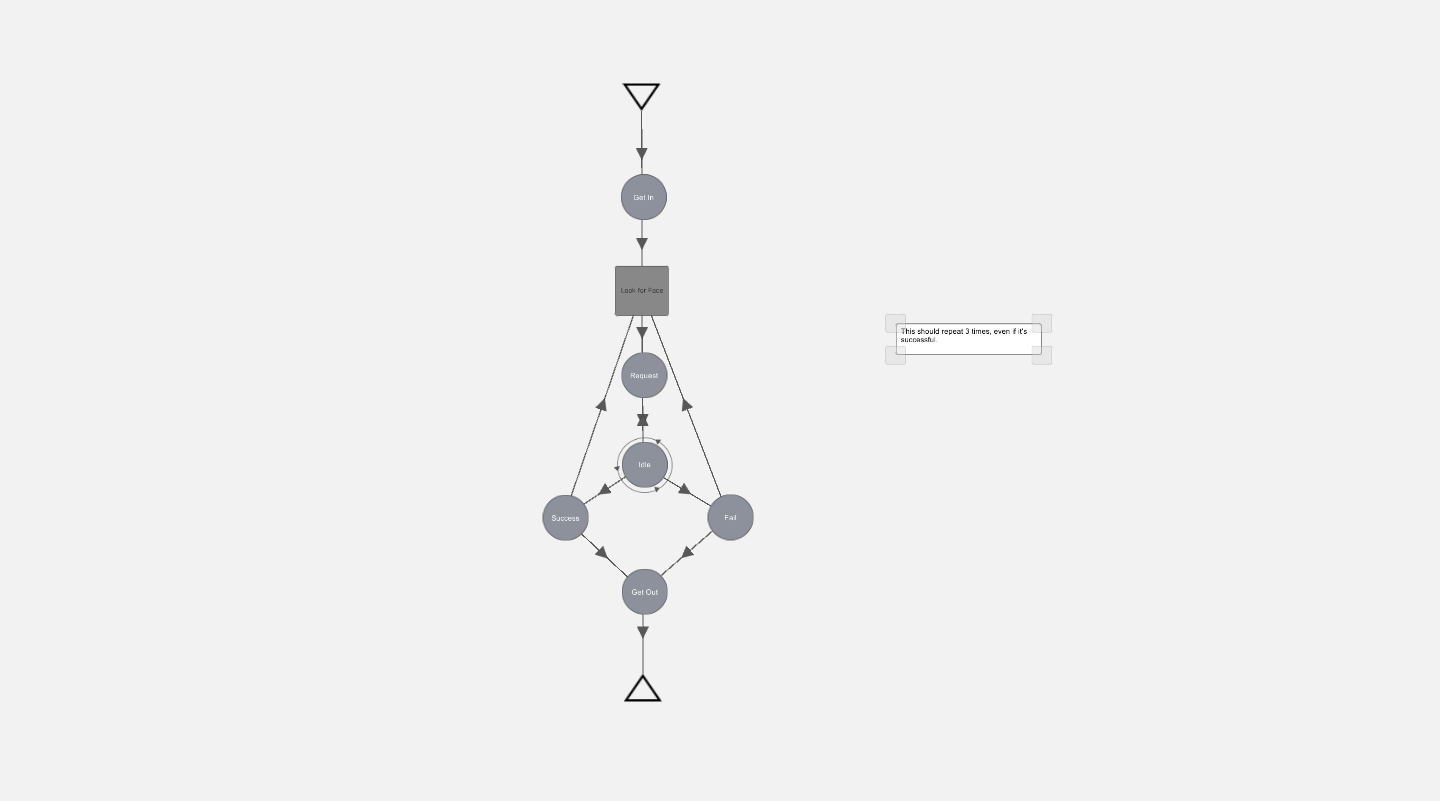 Get In
Look for Face
This should repeat 3 times, even if it's
successful.
Request
Idle
Success
Fail
Get Out